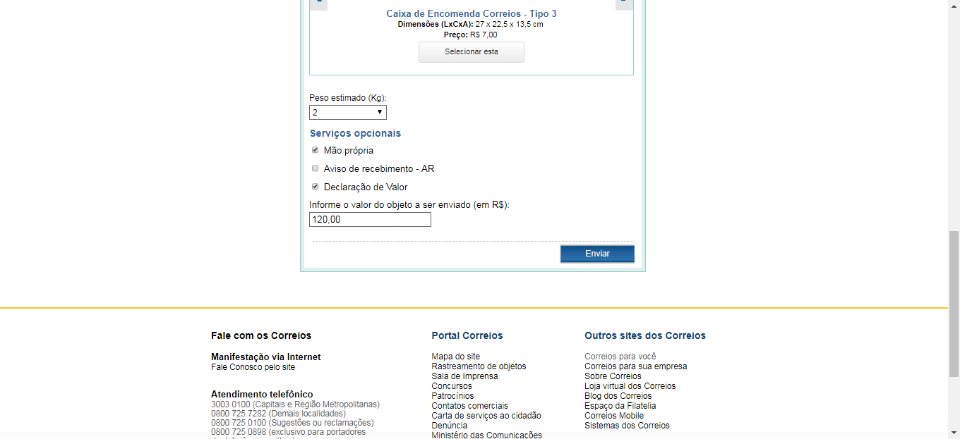 Caixa de Encomenda Correios - Tipo 3
Dimensões (LxCxA): 27 x 22,5 x 13,5 cm
Preço: R$ 7,00
Selecionar esta
Peso estimado (Kg):
2
Serviços opcionais
Mão própria
Aviso de recebimento - AR
Declaração de Valor
Informe o valor do objeto a ser enviado (em R$):
120,00
Enviar
Fale com os Correios
Manifestação via Internet
Fale Conosco pelo site
Atendimento telefônico
3003 0100 (Capitais e Região Metropolitanas)
0800 725 7282 (Demais localidades)
0800 725 0100 (Sugestões ou reclamações)
0800 725 0898 (exclusivo para portadores
Portal Correios
Mapa do site
Rastreamento de objetos
Sala de Imprensa
Concursos
Patrocínios
Contatos comerciais
Carta de serviços ao cidadão
Denúncia
Ministério das Comunicações
Outros sites dos Correios
Correios para você
Correios para sua empresa
Sobre Correios
Loja virtual dos Correios
Blog dos Correios
Espaço da Filatelia
Correios Mobile
Sistemas dos Correios